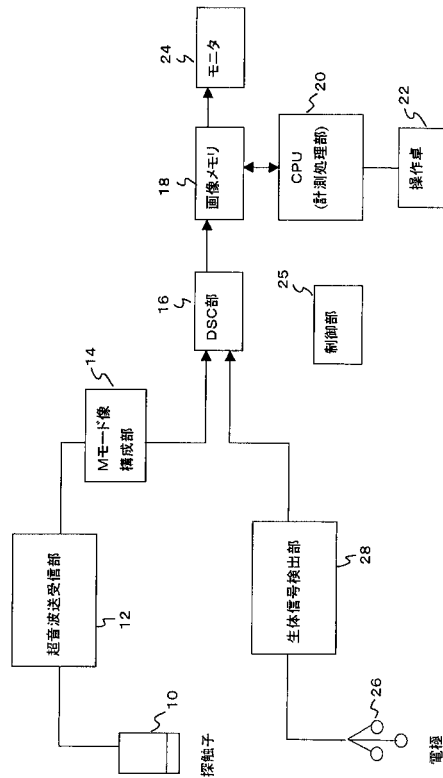 探触子
10
超音波送受信部
12
Mモード像
構成部
14
電極
26
生体信号検出部
28
DSC部
16
制御部
25
画像メモリ
18
モニタ
24
CPU
(計測処理部)
20
操作卓
22